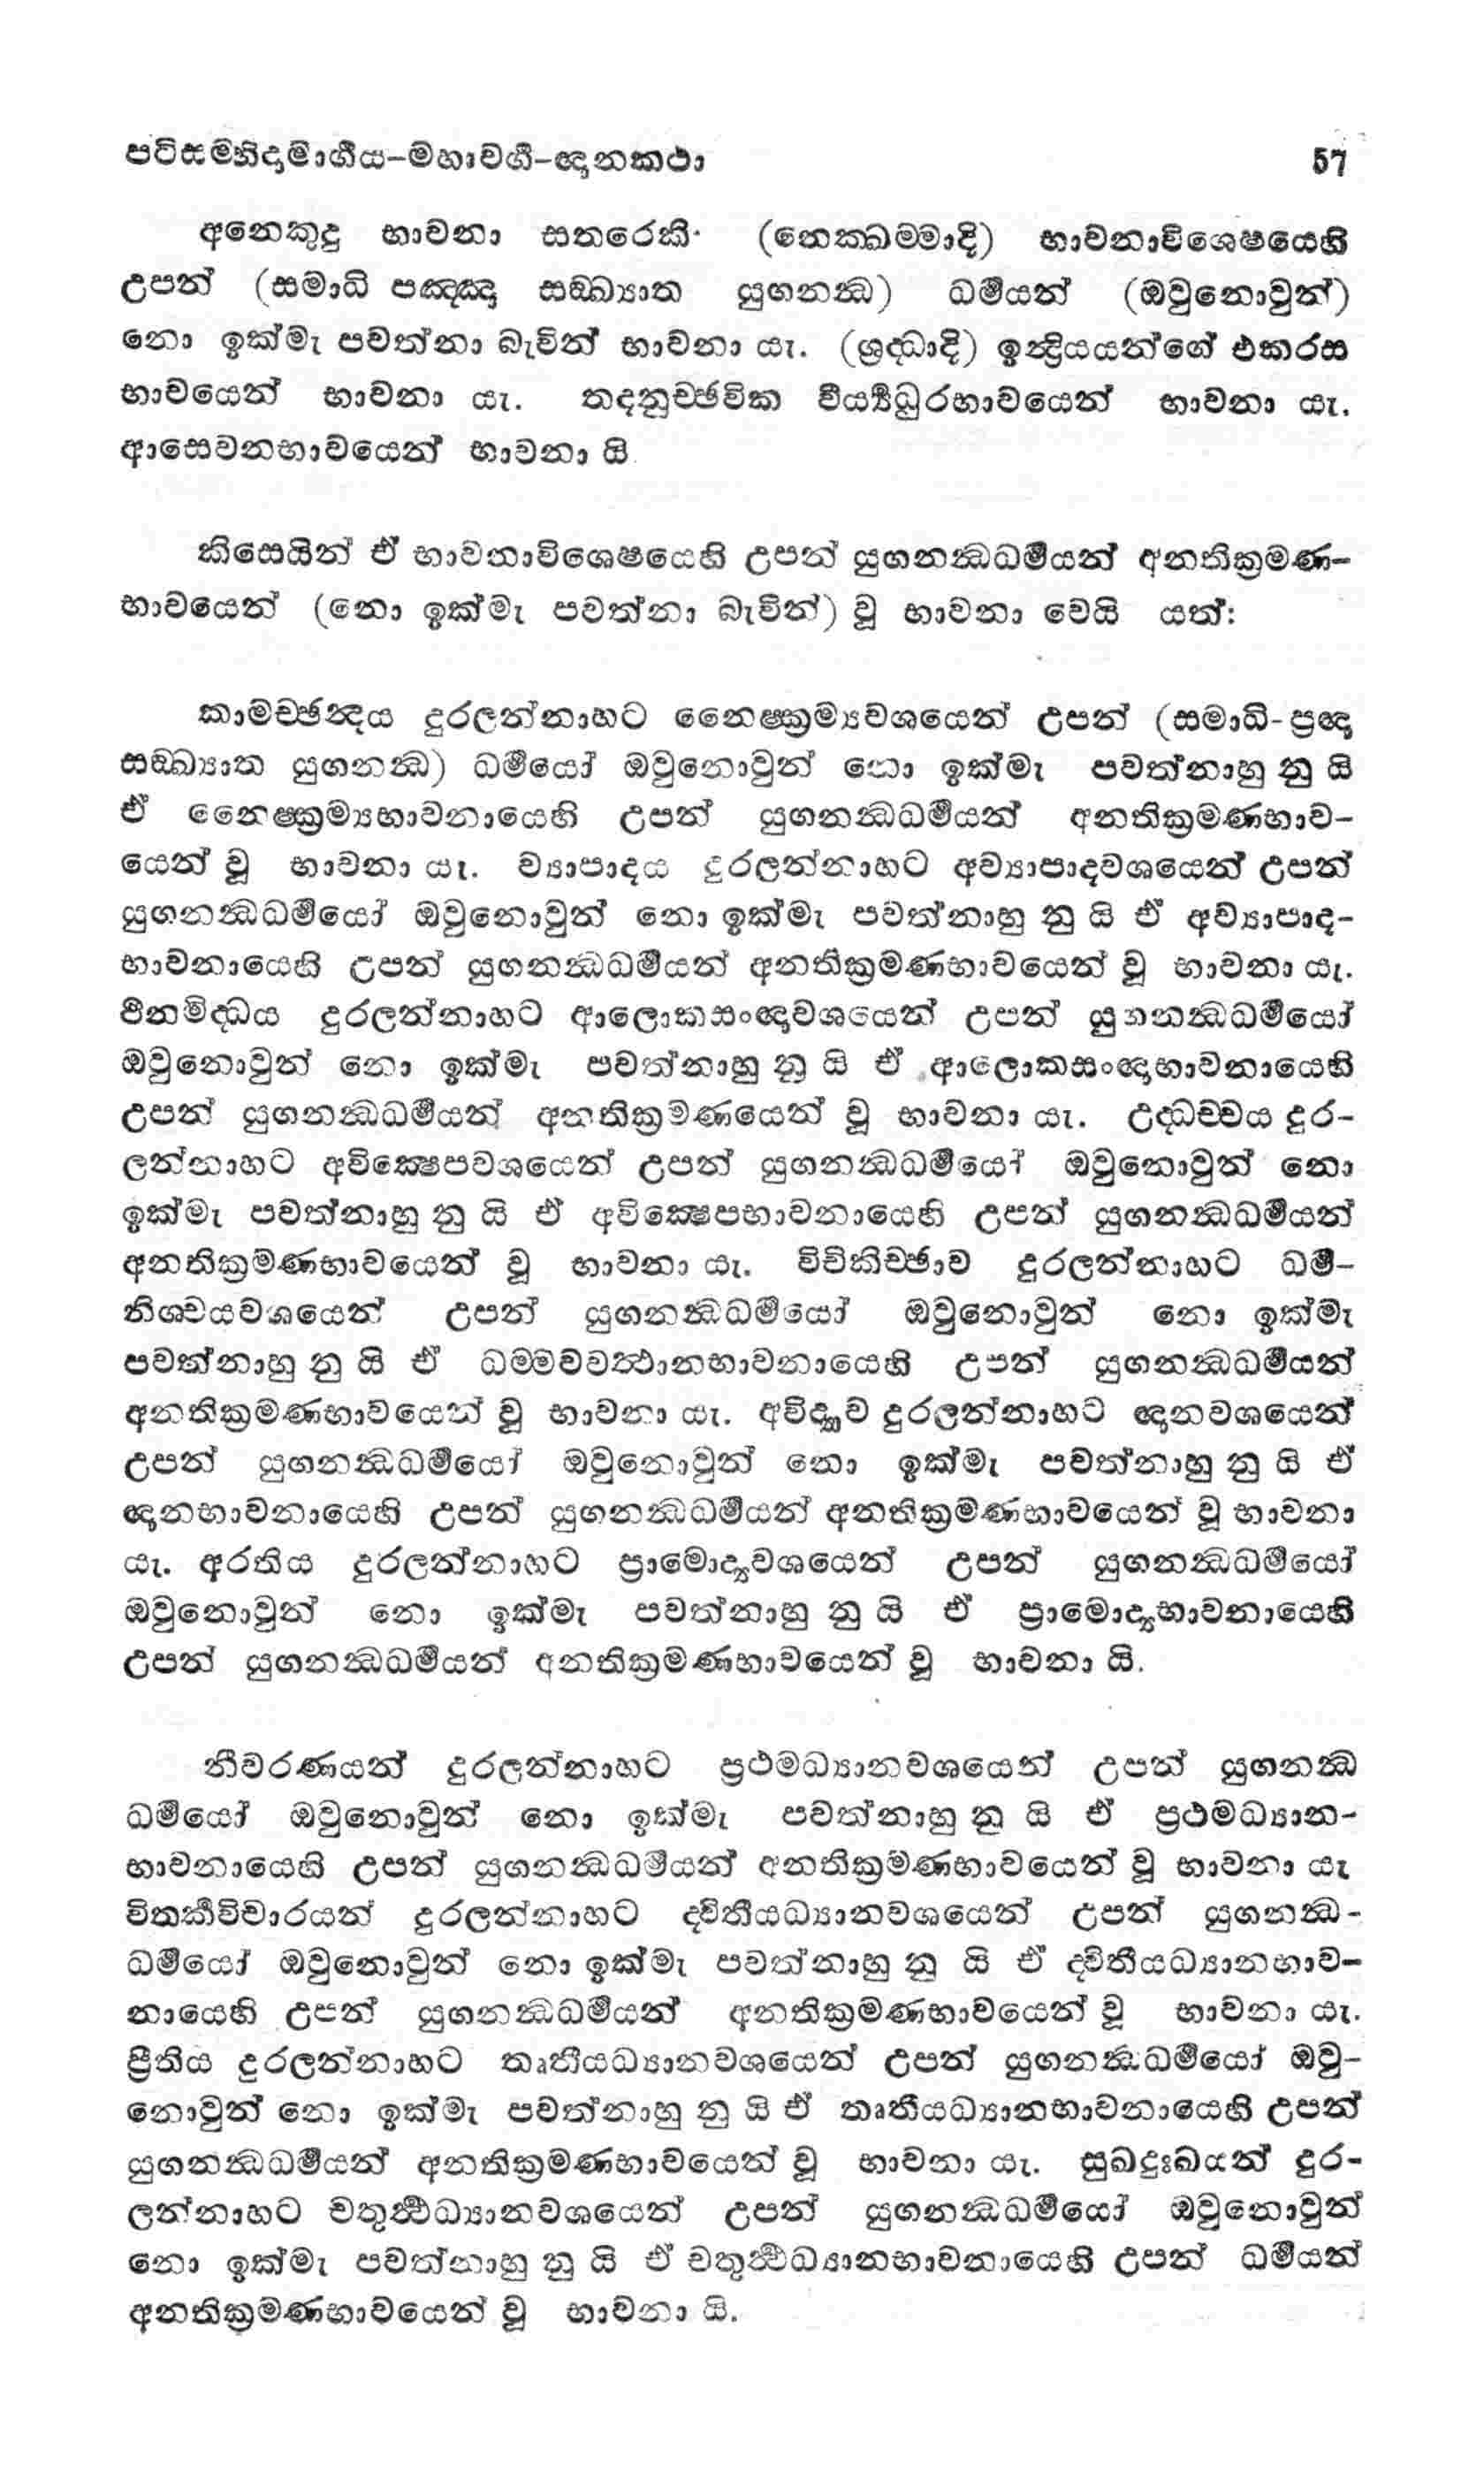 පටිසම්භිදාමාර්ගය-මහාවර්ග-ඤානකථා 57
අනෙකුදු භාවනා සතරෙකි· (නෙක්ඛම්මාදි) භාවනාවිශෙෂයෙහි
උපන් (සමාධි පඤ්ඤා සඞ්ඛ්‍යාත යුගනද්ධ) ධර්මයන් (ඔවුනොවුන්)
නො ඉක්මැ පවත්නා බැවින් භාවනා යැ. (ශ්‍රද්ධාදි) ඉන්ද්‍රියයන්ගේ එකරස
භාවයෙන් භාවනා යැ. තදනුච්ඡවික වීර්‍ය්‍යධුරභාවයෙන් භාවනා යැ.
ආසෙවනභාවයෙන් භාවනා යි.
කිසෙයින් ඒ භාවනාවිශෙෂයෙහි උපන් යුගනද්ධධර්මයන් අනතික්‍රමණ-
භාවයෙන් (නො ඉක්මැ පවත්නා බැවින්) වූ භාවනා වෙයි යත්:
කාමච්ඡන්දය දුරලන්නාහට නෛෂ්ක්‍රම්‍යවශයෙන් උපන් (සමාධි-ප්‍රඥා
සඞ්ඛ්‍යාත යුගනද්ධ) ධර්මයෝ ඔවුනොවුන් නො ඉක්මැ පවත්නාහු නු යි
ඒ නෛෂ්ක්‍රම්‍යභාවනායෙහි උපන් යුගනද්ධධර්මයන් අනතික්‍රමණභාව-
යෙන් වූ භාවනා යැ. ව්‍යාපාදය දුරලන්නාහට අව්‍යාපාදවශයෙන් උපන්
යුගනද්ධධර්මයෝ ඔවුනොවුන් නො ඉක්මැ පවත්නාහු නු යි ඒ අව්‍යාපාද-
භාවනායෙහි උපන් යුගනද්ධධර්මයන් අනතික්‍රමණභාවයෙන් වූ භාවනා යැ.
ථීනමිද්ධය දුරලන්නාහට ආලොකසංඥාවශයෙන් උපන් යුගනද්ධධර්මයෝ
ඔවුනොවුන් නො ඉක්මැ පවත්නාහු නු යි ඒ ආලොකසංඥාභාවනායෙහි
උපන් යුගනද්ධධර්මයන් අනතික්‍රමණයෙන් වූ භාවනා යැ. උද්ධච්චය දුර-
ලන්නාහට අවික්ෂෙපවශයෙන් උපන් යුගනද්ධධර්මයෝ ඔවුනොවුන් නො
ඉක්මැ පවත්නාහු නු යි ඒ අවික්ෂෙපභාවනායෙහි උපන් යුගනද්ධධර්මයන්
අනතික්‍රමණභාවයෙන් වූ භාවනා යැ. විචිකිච්ඡාව දුරලන්නාහට ධර්ම-
නිශ්චයවශයෙන් උපන් යුගනද්ධධර්මයෝ ඔවුනොවුන් නො ඉක්මැ
පවත්නාහු නු යි ඒ ධම්මවවත්ථානභාවනායෙහි උපන් යුගනද්ධධර්මයන්
අනතික්‍රමණභාවයෙන් වූ භාවනා යැ. අවිද්‍යාව දුරලන්නාහට ඥානවශයෙන්
උපන් යුගනද්ධධර්මයෝ ඔවුනොවුන් නො ඉක්මැ පවත්නාහු නු යි ඒ
ඥානභාවනායෙහි උපන් යුගනද්ධධර්මයන් අනතික්‍රමණභාවයෙන් වූ භාවනා
යැ. අරතිය දුරලන්නාහට ප්‍රාමොද්‍යවශයෙන් උපන් යුගනද්ධධර්මයෝ
ඔවුනොවුන් නො ඉක්මැ පවත්නාහු නු යි ඒ ප්‍රාමොද්‍යභාවනායෙහි
උපන් යුගනද්ධධර්මයන් අනතික්‍රමණභාවයෙන් වූ භාවනා යි.
නීවරණයන් දුරලන්නාහට ප්‍රථමධ්‍යානවශයෙන් උපන් යුගනද්ධ
ධර්මයෝ ඔවුනොවුන් නො ඉක්මැ පවත්නාහු නු යි ඒ ප්‍රථමධ්‍යාන-
භාවනායෙහි උපන් යුගනද්ධධර්මයන් අනතික්‍රමණභාවයෙන් වූ භාවනා යැ
විතර්කවිචාරයන් දුරලන්නාහට ද්විතීයධ්‍යානවශයෙන් උපන් යුගනද්ධ-
ධර්මයෝ ඔවුනොවුන් නො ඉක්මැ පවත්නාහු නු යි ඒ ද්විතීයධ්‍යානභාව-
නායෙහි උපන් යුගනද්ධධර්මයන් අනතික්‍රමණභාවයෙන් වූ භාවනා යැ.
ප්‍රීතිය දුරලන්නාහට තෘතීයධ්‍යානවශයෙන් උපන් යුගනද්ධධර්මයෝ ඔවු-
නොවුන් නො ඉක්මැ පවත්නාහු නු යි ඒ තෘතීයධ්‍යානභාවනායෙහි උපන්
යුගනද්ධධර්මයන් අනතික්‍රමණභාවයෙන් වූ භාවනා යැ. සුඛදුඃඛයන් දුර-
ලන්නාහට චතුර්ත්ථධ්‍යානවශයෙන් උපන් යුගනද්ධධර්මයෝ ඔවුනොවුන්
නො ඉක්මැ පවත්නාහු නු යි ඒ චතුර්ත්ථධ්‍යානභාවනායෙහි උපන් ධර්මයන්
අනතික්‍රමණභාවයෙන් වූ භාවනා යි.